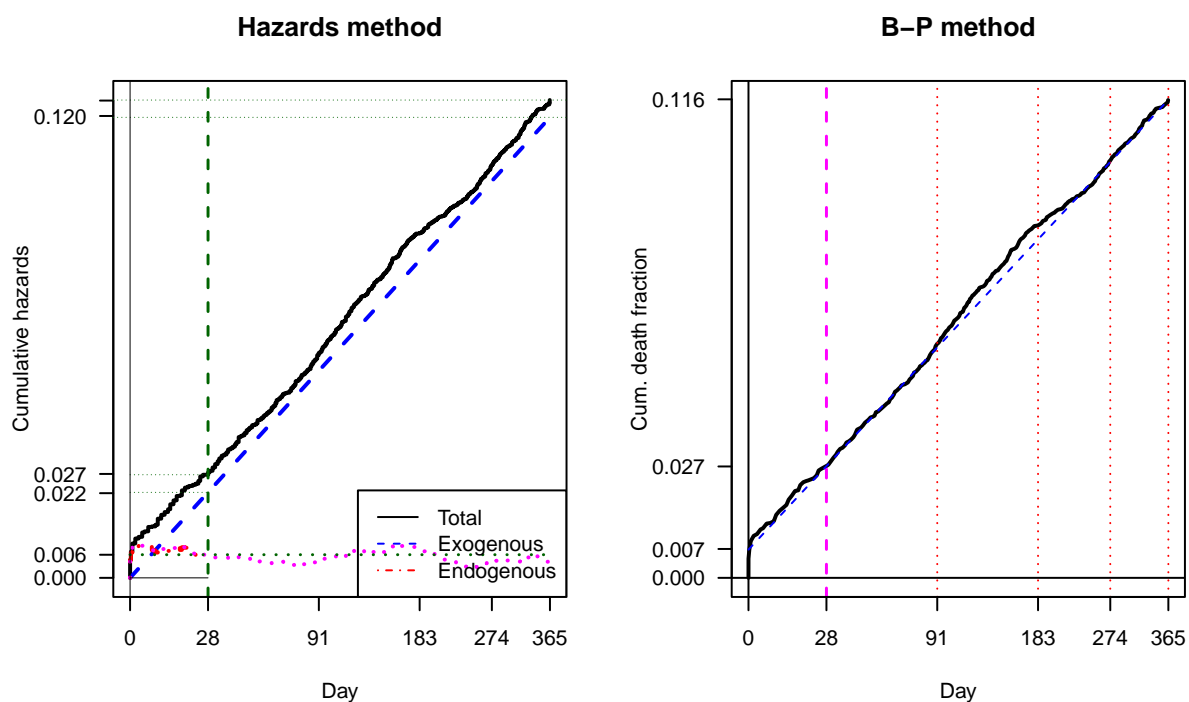 Hazards method
0.120
0.027
0.022
0.006
0.000
Cumulative hazards
Total
Exogenous
Endogenous
0 28 91 183 274 365
Day
B−P method
0.116
0.027
0.007
0.000
Cum. death fraction
0 28 91 183 274 365
Day